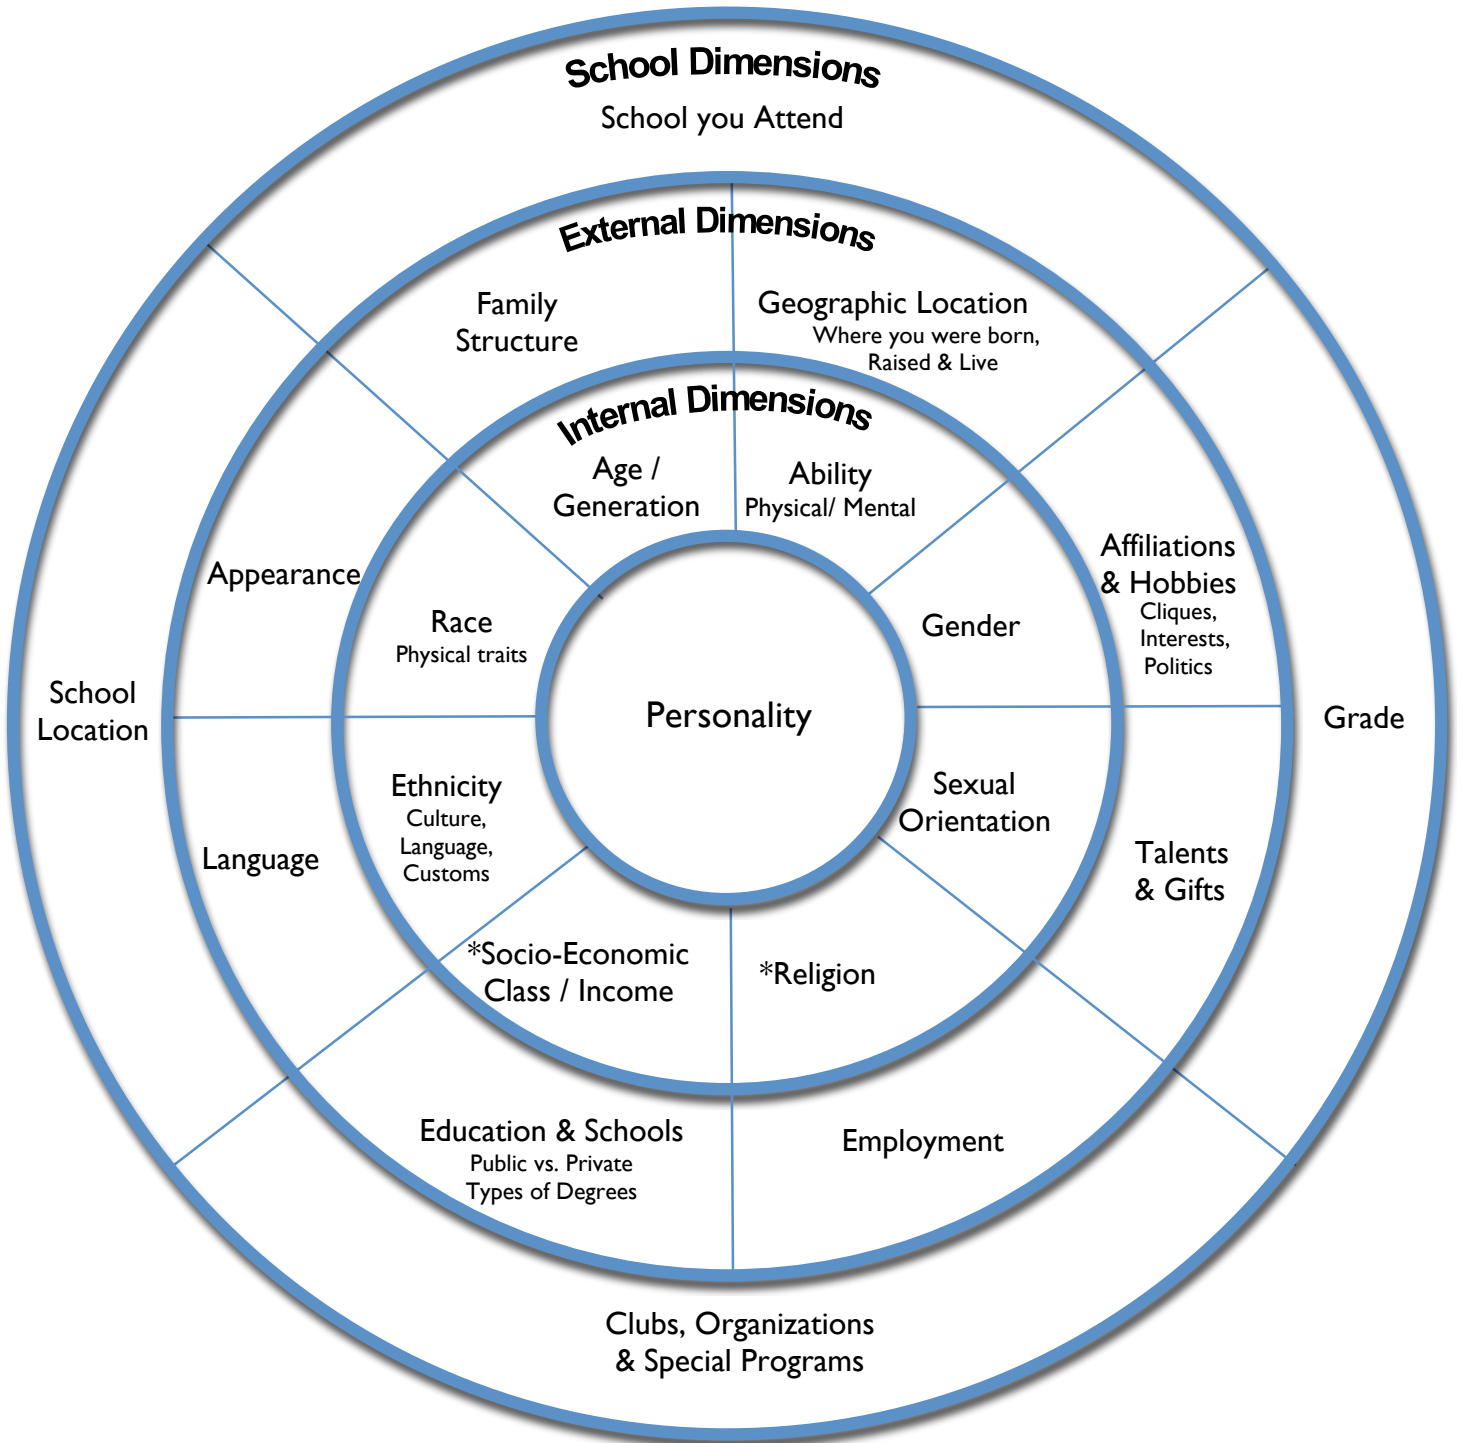 School Dimensions
School you Attend
External Dimensions
Family
Structure
Geographic Location
Where you were born,
Raised & Live
Internal Dimensions
Age /
Generation
Ability
Physical/ Mental
Appearance
Race
Physical traits
Gender
Affiliations
& Hobbies
Cliques,
Interests,
Politics
School
Location
Personality
Grade
Language
Ethnicity
Culture,
Language,
Customs
Sexual
Orientation
Talents
& Gifts
*Socio-Economic
Class / Income
*Religion
Education & Schools
Public vs. Private
Types of Degrees
Employment
Clubs, Organizations
& Special Programs